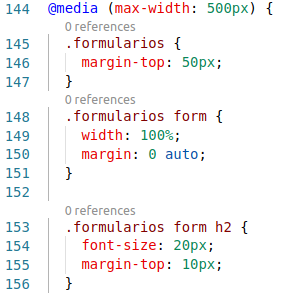 144 @media (max-width: 500px) {
0 references
145 .formularios {
146 margin-top: 50px;
147 }
0 references
148 .formularios form {
149 width: 100%;
150 margin: 0 auto;
151 }
152
0 references
153 .formularios form h2 {
154 font-size: 20px;
155 margin-top: 10px;
156 }